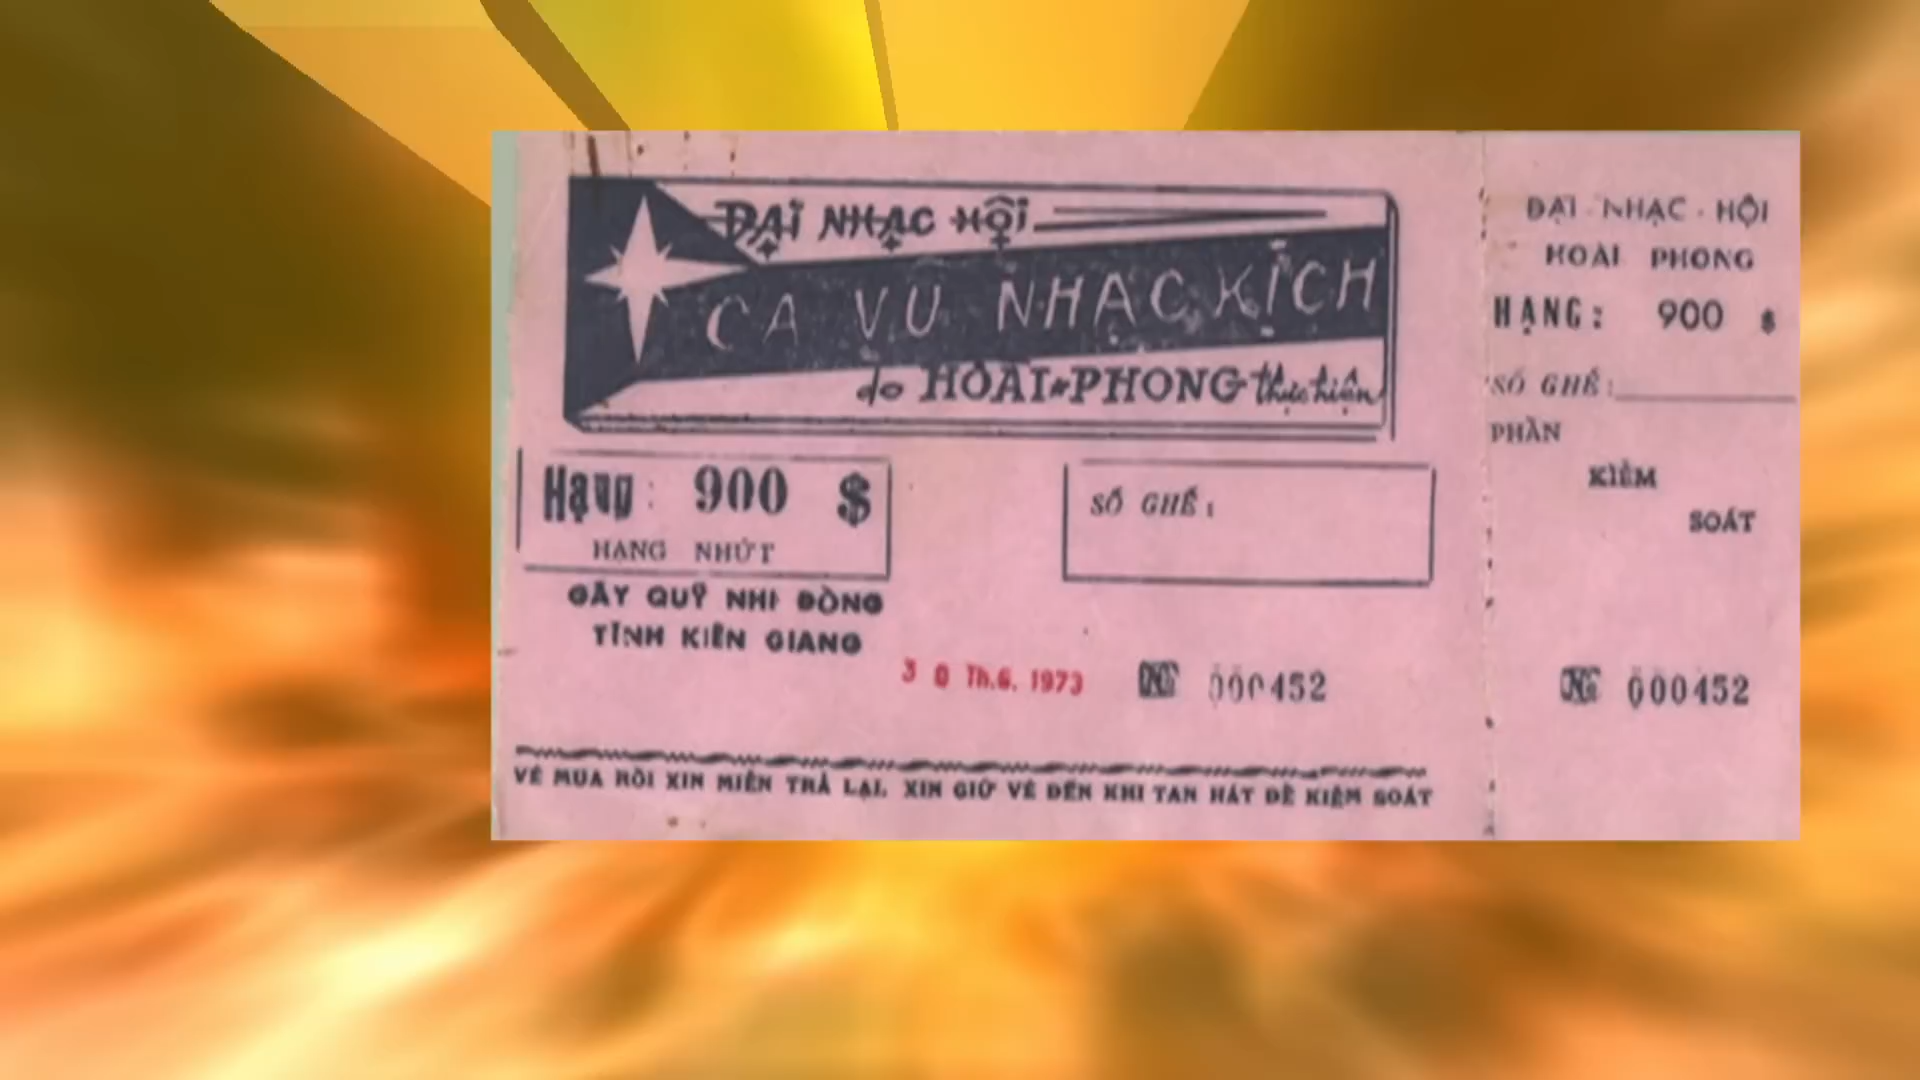 ĐẠI NHẠC HỘI
CA VŨ NHẠC KỊCH
do HOÀI-PHONG thực hiện
Hạng: 900 $
HẠNG NHỨT
SỐ GHẾ:
GÂY QUỸ NHI ĐỒNG
TỈNH KIÊN GIANG
30 Th.6. 1973
No 000452
VÉ MUA RỒI XIN MIỄN TRẢ LẠI, XIN GIỮ VÉ ĐẾN KHI TAN HÁT ĐỂ KIỂM SOÁT
ĐẠI - NHẠC - HỘI
HOÀI PHONG
HẠNG: 900 $
SỐ GHẾ:
PHẦN
KIỂM
SOÁT
No 000452